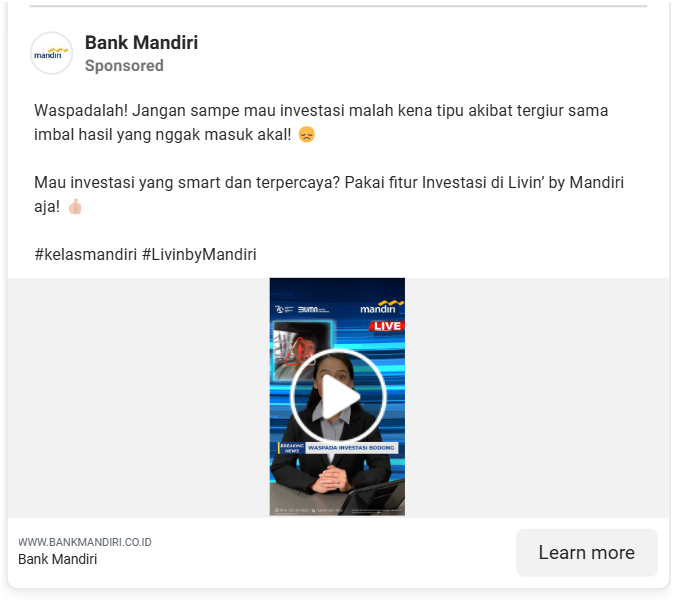 mandiri
Bank Mandiri
Sponsored
Waspadalah! Jangan sampe mau investasi malah kena tipu akibat tergiur sama
imbal hasil yang nggak masuk akal! 😞
Mau investasi yang smart dan terpercaya? Pakai fitur Investasi di Livin’ by Mandiri
aja! 👍🏻
#kelasmandiri #LivinbyMandiri
BUMN
mandiri
LIVE
BREAKING
NEWS
WASPADA INVESTASI BODONG
WWW.BANKMANDIRI.CO.ID
Bank Mandiri
Learn more